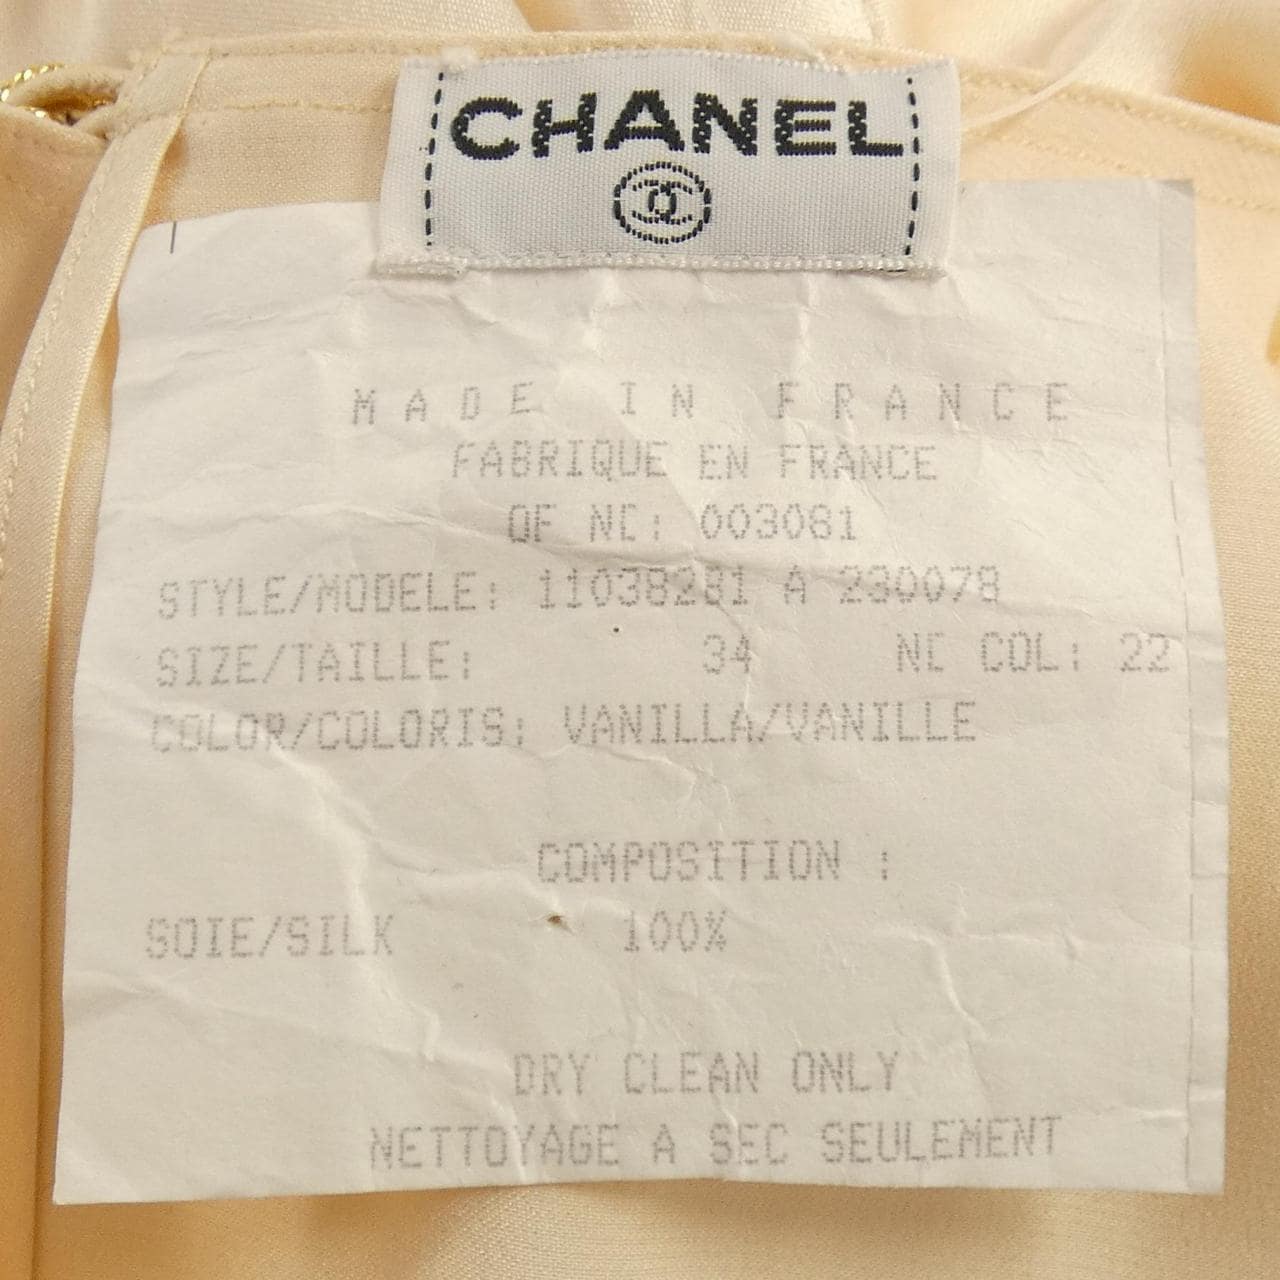 CHANEL
MADE IN FRANCE
FABRIQUE EN FRANCE
OF NC: 003081
STYLE/MODELE: 11038281 A 230078
SIZE/TAILLE: 34 NC COL: 22
COLOR/COLORIS: VANILLA/VANILLE
COMPOSITION :
SOIE/SILK 100%
DRY CLEAN ONLY
NETTOYAGE A SEC SEULEMENT